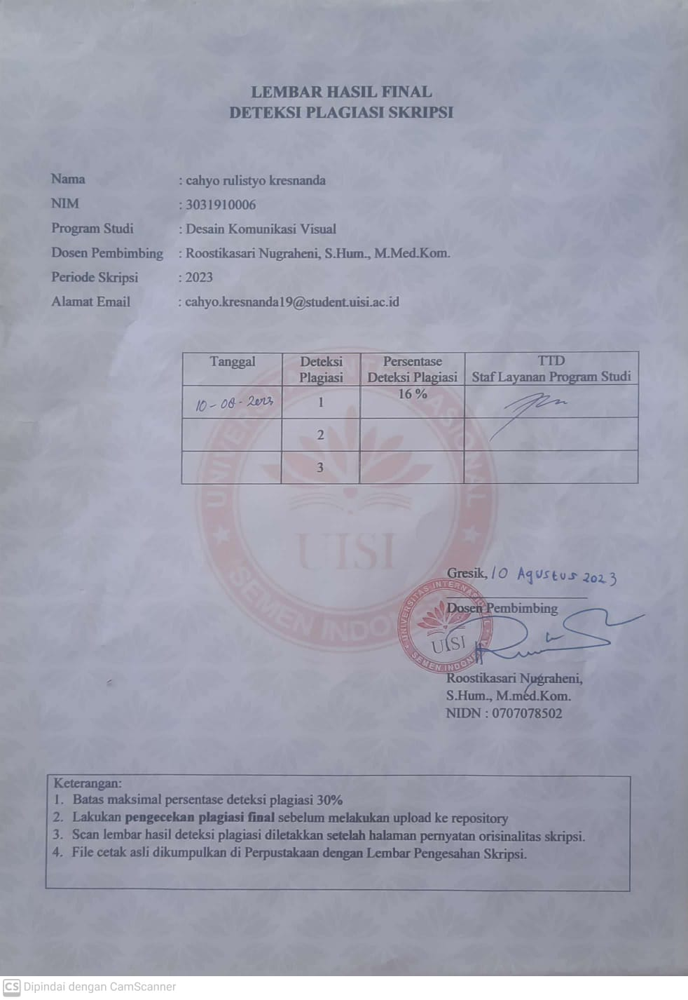 LEMBAR HASIL FINAL
DETEKSI PLAGIASI SKRIPSI
Nama : cahyo rulistyo kresnanda
NIM : 3031910006
Program Studi : Desain Komunikasi Visual
Dosen Pembimbing : Roostikasari Nugraheni, S.Hum., M.Med.Kom.
Periode Skripsi : 2023
Alamat Email : cahyo.kresnanda19@student.uisi.ac.id
Tanggal Deteksi Plagiasi Persentase Deteksi Plagiasi TTD Staf Layanan Program Studi
10-08-2023 1 16 %
2
3
UNIVERSITAS INTERNASIONAL
UISI
SEMEN INDONESIA
Gresik, 10 Agustus 2023
Dosen Pembimbing
UNIVERSITAS INTERNASIONAL
UISI
SEMEN INDONESIA
Roostikasari Nugraheni,
S.Hum., M.med.Kom.
NIDN : 0707078502
Keterangan:
1. Batas maksimal persentase deteksi plagiasi 30%
2. Lakukan pengecekan plagiasi final sebelum melakukan upload ke repository
3. Scan lembar hasil deteksi plagiasi diletakkan setelah halaman pernyatan orisinalitas skripsi.
4. File cetak asli dikumpulkan di Perpustakaan dengan Lembar Pengesahan Skripsi.
CS Dipindai dengan CamScanner